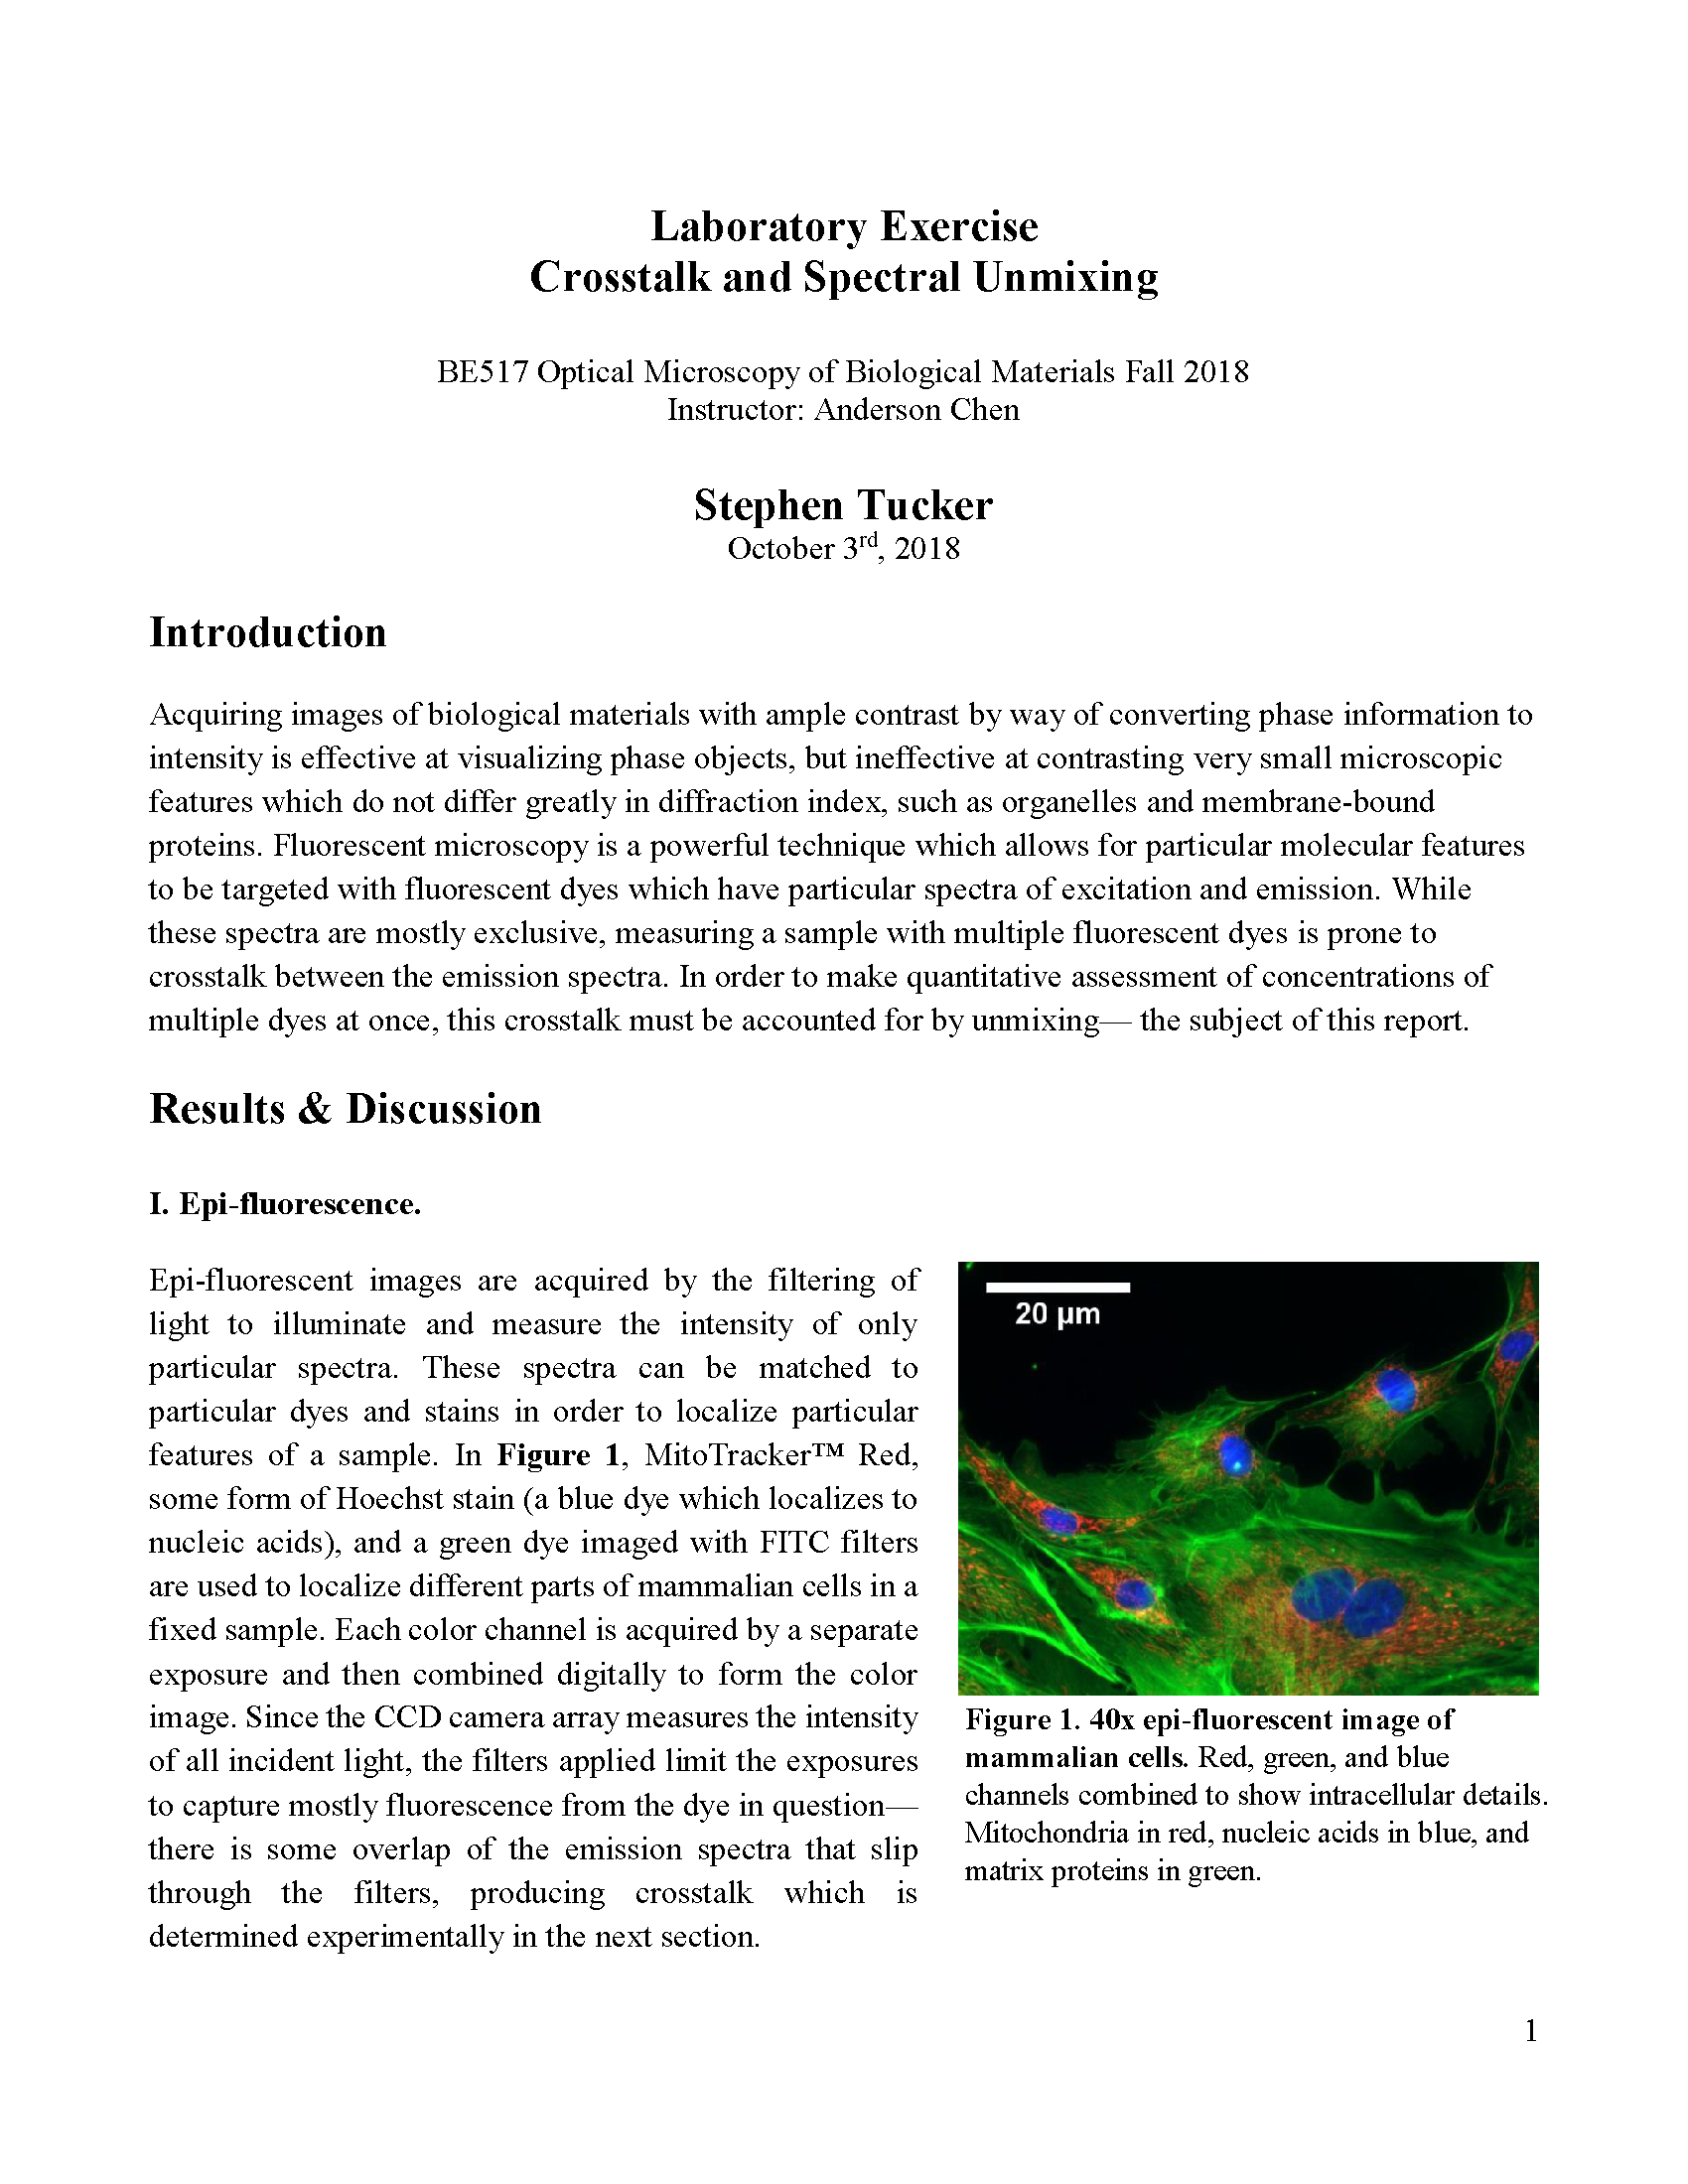 Laboratory Exercise
Crosstalk and Spectral Unmixing
BE517 Optical Microscopy of Biological Materials Fall 2018
Instructor: Anderson Chen
Stephen Tucker
October 3rd, 2018
Introduction
Acquiring images of biological materials with ample contrast by way of converting phase information to
intensity is effective at visualizing phase objects, but ineffective at contrasting very small microscopic
features which do not differ greatly in diffraction index, such as organelles and membrane-bound
proteins. Fluorescent microscopy is a powerful technique which allows for particular molecular features
to be targeted with fluorescent dyes which have particular spectra of excitation and emission. While
these spectra are mostly exclusive, measuring a sample with multiple fluorescent dyes is prone to
crosstalk between the emission spectra. In order to make quantitative assessment of concentrations of
multiple dyes at once, this crosstalk must be accounted for by unmixing— the subject of this report.
Results & Discussion
I. Epi-fluorescence.
Epi-fluorescent images are acquired by the filtering of
light to illuminate and measure the intensity of only
particular spectra. These spectra can be matched to
particular dyes and stains in order to localize particular
features of a sample. In Figure 1, MitoTracker™ Red,
some form of Hoechst stain (a blue dye which localizes to
nucleic acids), and a green dye imaged with FITC filters
are used to localize different parts of mammalian cells in a
fixed sample. Each color channel is acquired by a separate
exposure and then combined digitally to form the color
image. Since the CCD camera array measures the intensity
of all incident light, the filters applied limit the exposures
to capture mostly fluorescence from the dye in question—
there is some overlap of the emission spectra that slip
through the filters, producing crosstalk which is
determined experimentally in the next section.
20 µm
Figure 1. 40x epi-fluorescent image of
mammalian cells. Red, green, and blue
channels combined to show intracellular details.
Mitochondria in red, nucleic acids in blue, and
matrix proteins in green.
1